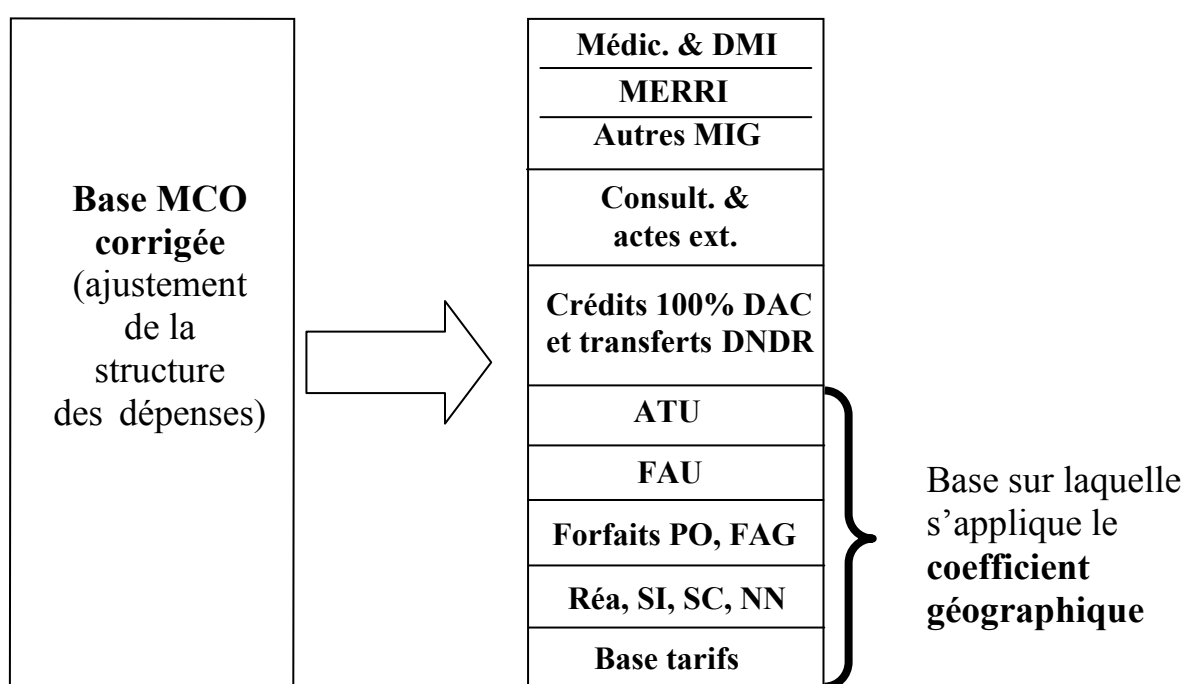 Base MCO
corrigée
(ajustement
de la
structure
des dépenses)
Médic. & DMI
MERRI
Autres MIG
Consult. &
actes ext.
Crédits 100% DAC
et transferts DNDR
ATU
FAU
Forfaits PO, FAG
Réa, SI, SC, NN
Base tarifs
Base sur laquelle
s’applique le
coefficient
géographique